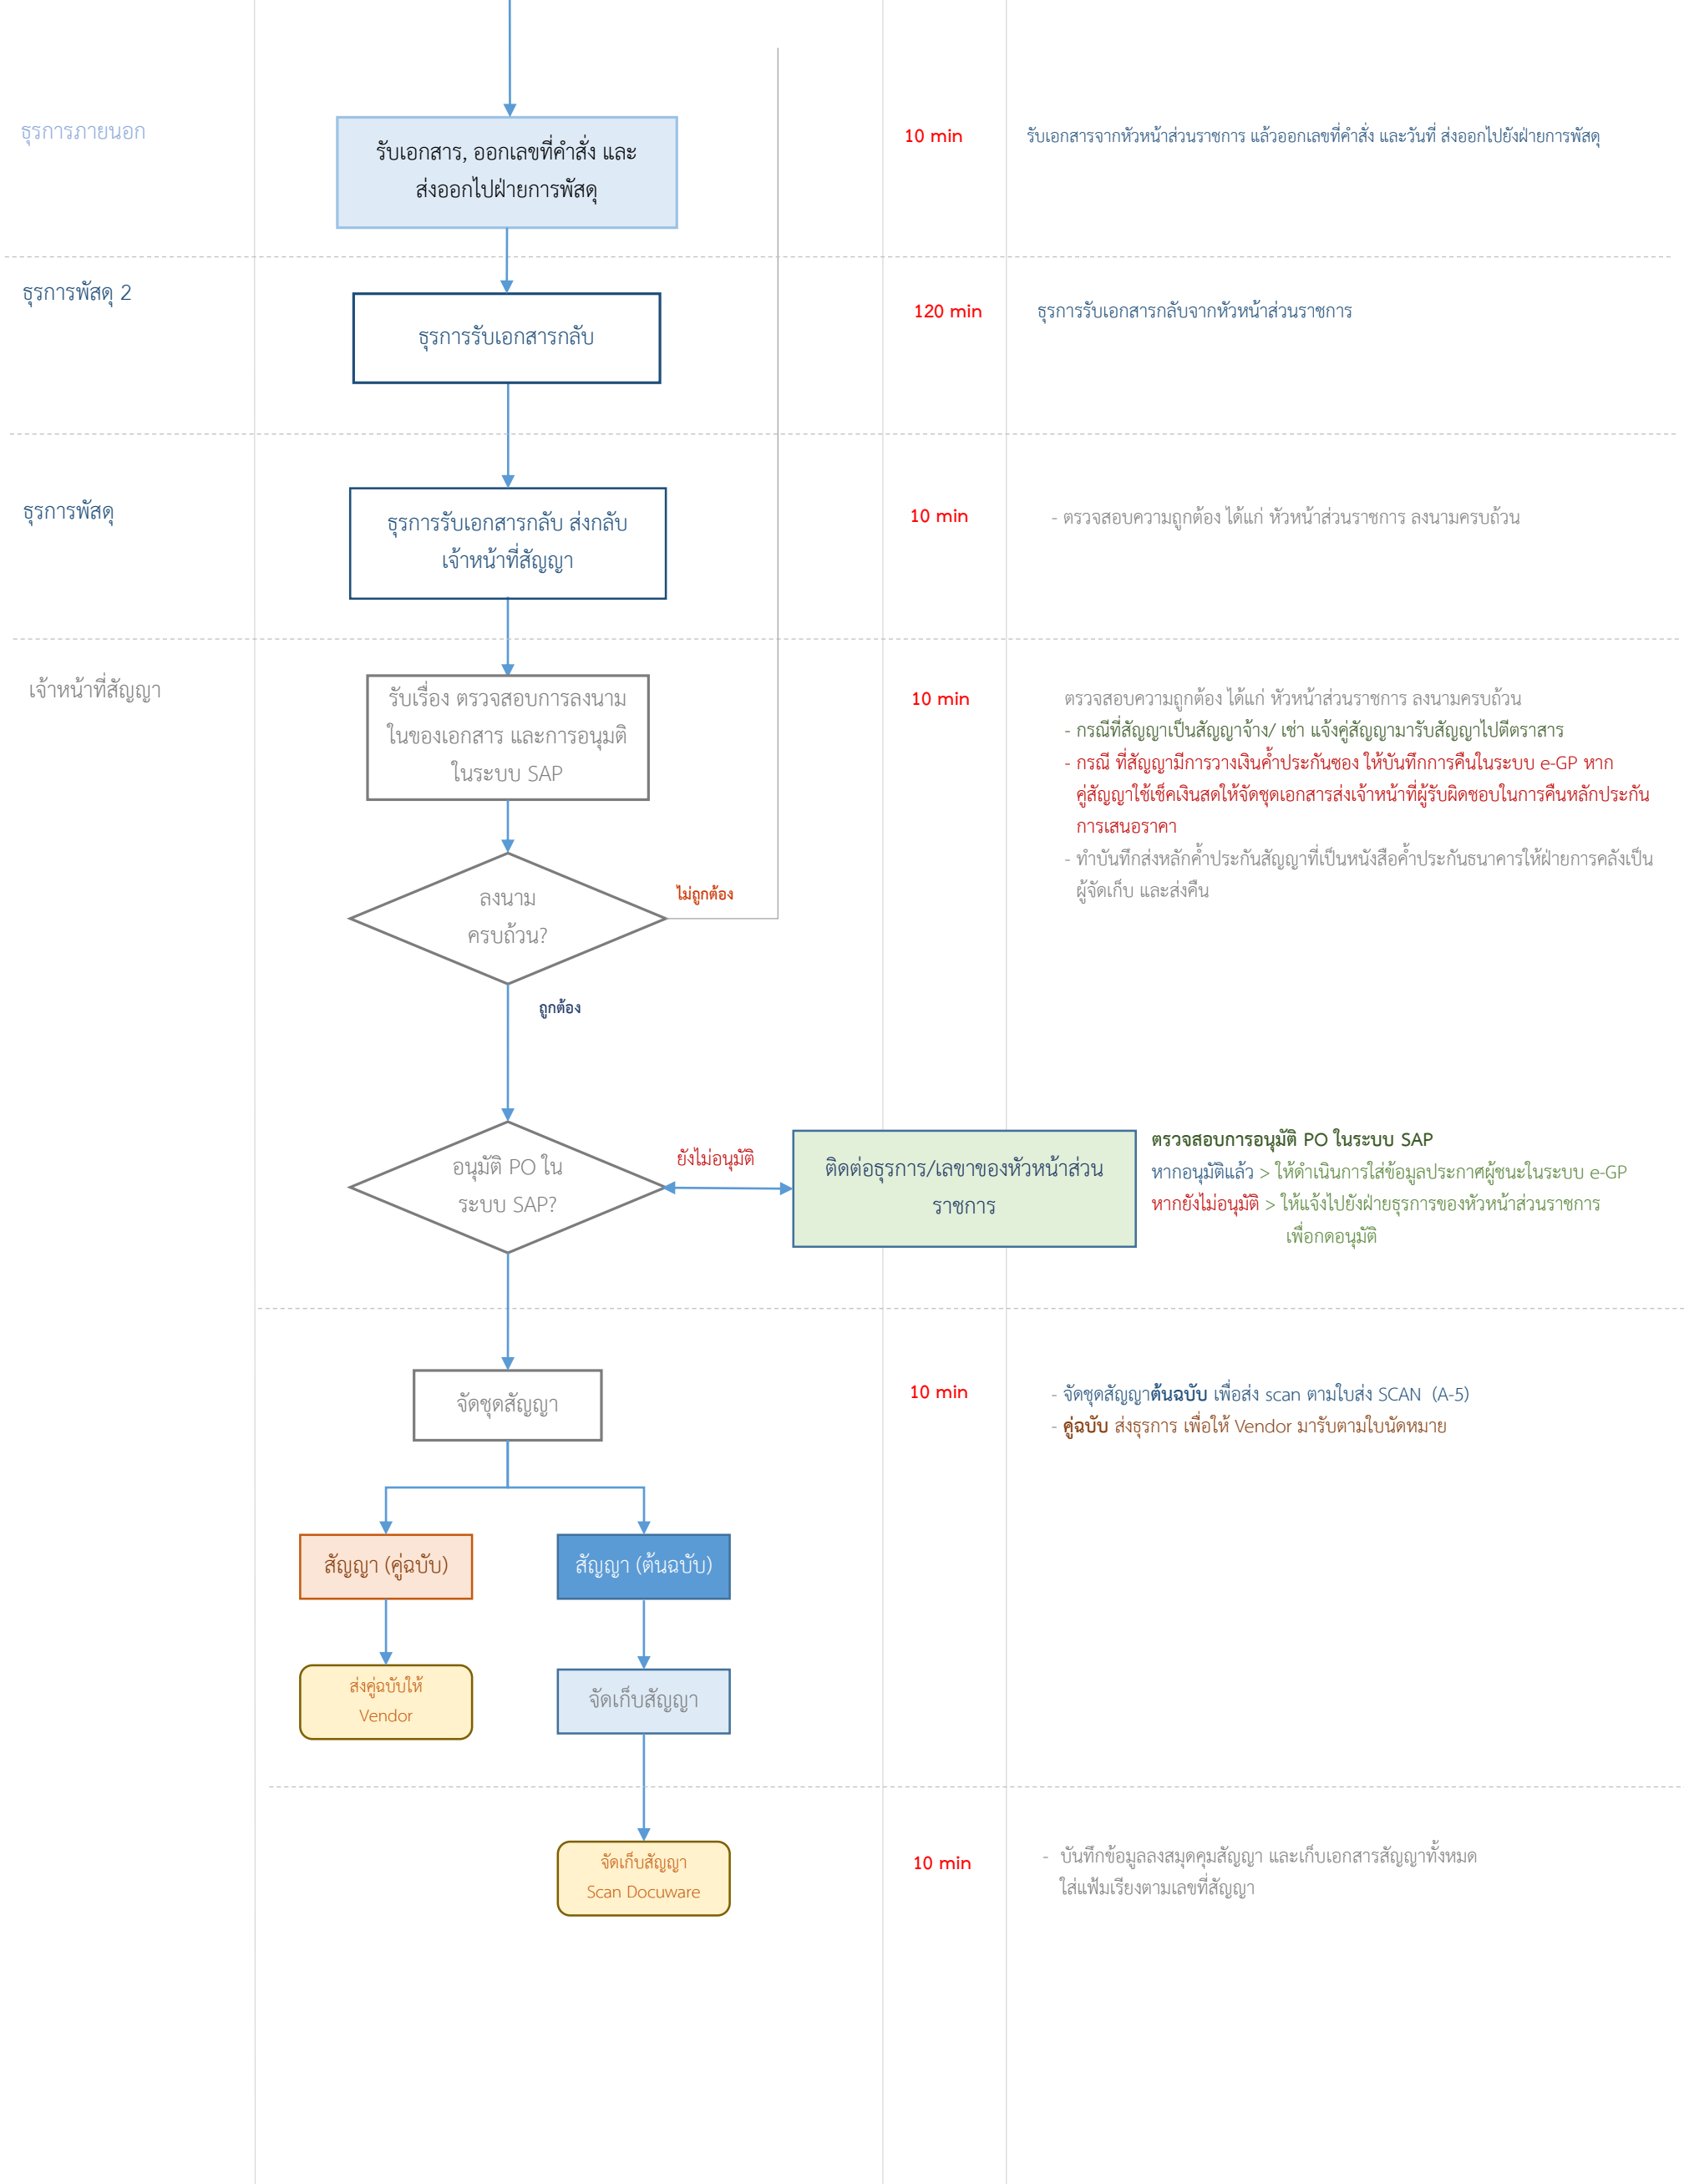 ธุรการภายนอก
รับเอกสาร, ออกเลขที่คำสั่ง และ
ส่งออกไปฝ่ายการพัสดุ
10 min
รับเอกสารจากหัวหน้าส่วนราชการ แล้วออกเลขที่คำสั่ง และวันที่ ส่งออกไปยังฝ่ายการพัสดุ
ธุรการพัสดุ 2
ธุรการรับเอกสารกลับ
120 min
ธุรการรับเอกสารกลับจากหัวหน้าส่วนราชการ
ธุรการพัสดุ
ธุรการรับเอกสารกลับ ส่งกลับ
เจ้าหน้าที่สัญญา
10 min
- ตรวจสอบความถูกต้อง ได้แก่ หัวหน้าส่วนราชการ ลงนามครบถ้วน
เจ้าหน้าที่สัญญา
รับเรื่อง ตรวจสอบการลงนาม
ในของเอกสาร และการอนุมติ
ในระบบ SAP
10 min
ตรวจสอบความถูกต้อง ได้แก่ หัวหน้าส่วนราชการ ลงนามครบถ้วน
- กรณีที่สัญญาเป็นสัญญาจ้าง/ เช่า แจ้งคู่สัญญามารับสัญญาไปตีตราสาร
- กรณี ที่สัญญามีการวางเงินค้ำประกันซอง ให้บันทึกการคืนในระบบ e-GP หาก
คู่สัญญาใช้เช็คเงินสดให้จัดชุดเอกสารส่งเจ้าหน้าที่ผู้รับผิดชอบในการคืนหลักประกัน
การเสนอราคา
- ทำบันทึกส่งหลักค้ำประกันสัญญาที่เป็นหนังสือค้ำประกันธนาคารให้ฝ่ายการคลังเป็น
ผู้จัดเก็บ และส่งคืน
ลงนาม
ครบถ้วน?
ไม่ถูกต้อง
ถูกต้อง
อนุมัติ PO ใน
ระบบ SAP?
ยังไม่อนุมัติ
ติดต่อธุรการ/เลขาของหัวหน้าส่วน
ราชการ
ตรวจสอบการอนุมัติ PO ในระบบ SAP
หากอนุมัติแล้ว > ให้ดำเนินการใส่ข้อมูลประกาศผู้ชนะในระบบ e-GP
หากยังไม่อนุมัติ > ให้แจ้งไปยังฝ่ายธุรการของหัวหน้าส่วนราชการ
เพื่อกดอนุมัติ
จัดชุดสัญญา
10 min
- จัดชุดสัญญาต้นฉบับ เพื่อส่ง scan ตามใบส่ง SCAN (A-5)
- คู่ฉบับ ส่งธุรการ เพื่อให้ Vendor มารับตามใบนัดหมาย
สัญญา (คู่ฉบับ)
สัญญา (ต้นฉบับ)
ส่งคู่ฉบับให้
Vendor
จัดเก็บสัญญา
จัดเก็บสัญญา
Scan Docuware
10 min
- บันทึกข้อมูลลงสมุดคุมสัญญา และเก็บเอกสารสัญญาทั้งหมด
ใส่แฟ้มเรียงตามเลขที่สัญญา